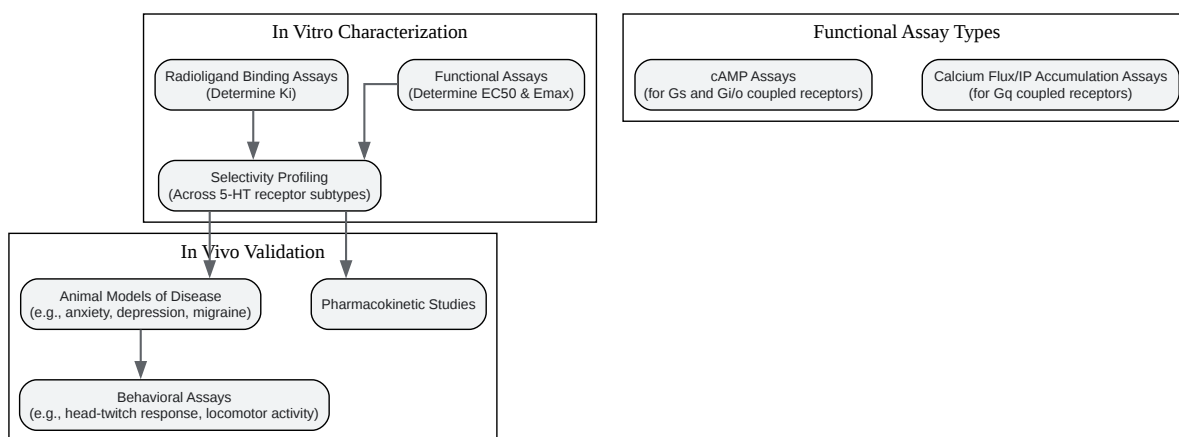 In Vitro Characterization
Radioligand Binding Assays
(Determine Ki)
Functional Assays
(Determine EC50 & Emax)
Selectivity Profiling
(Across 5-HT receptor subtypes)
In Vivo Validation
Animal Models of Disease
(e.g., anxiety, depression, migraine)
Pharmacokinetic Studies
Behavioral Assays
(e.g., head-twitch response, locomotor activity)
Functional Assay Types
cAMP Assays
(for Gs and Gi/o coupled receptors)
Calcium Flux/IP Accumulation Assays
(for Gq coupled receptors)